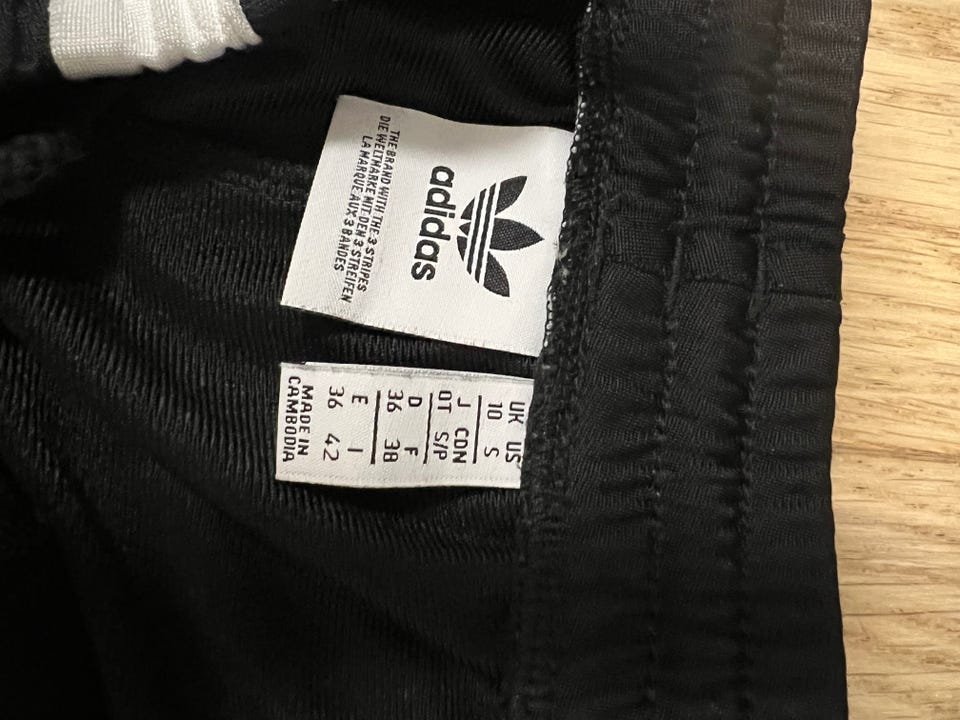 adidas
THE BRAND WITH THE 3 STRIPES
DIE WELTMARKE MIT DEN 3 STREIFEN
LA MARQUE AUX 3 BANDES
UK US
10 S
J CDN
OT S/P
D F
36 38
E I
36 42
MADE IN
CAMBODIA